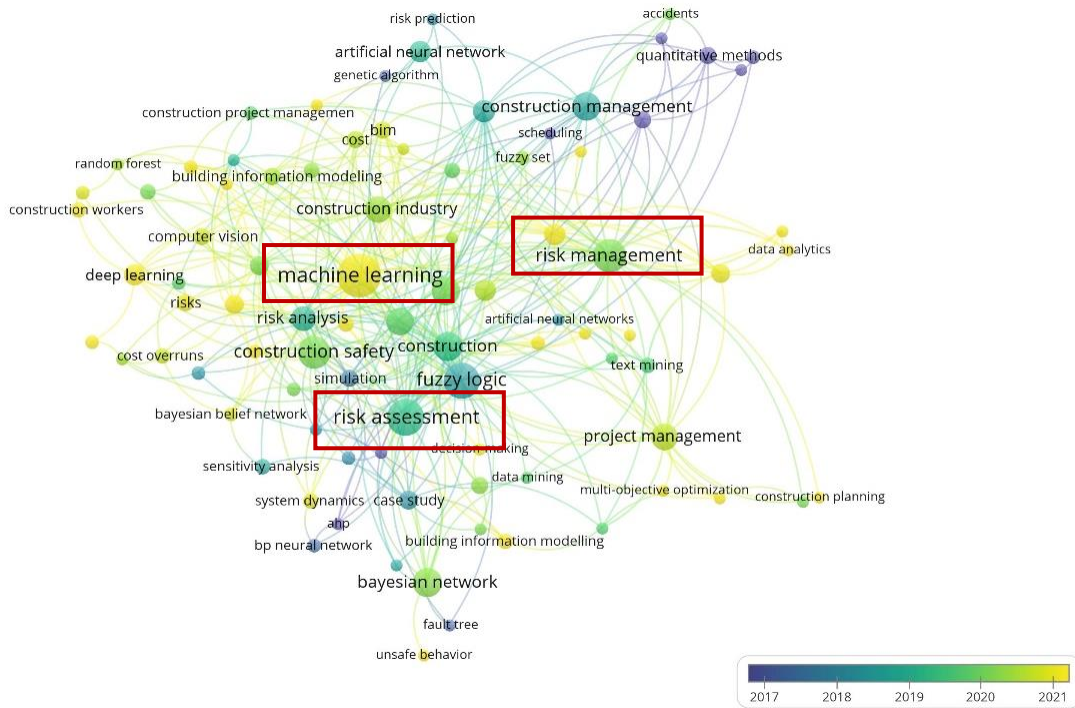 accidents
risk prediction
artificial neural network
quantitative methods
genetic algorithm
construction management
construction project managemen
scheduling
bim
cost
fuzzy set
random forest
building information modeling
construction workers
construction industry
computer vision
data analytics
risk management
deep learning
machine learning
risks
risk analysis
artificial neural networks
construction
construction safety
cost overruns
text mining
simulation
fuzzy logic
bayesian belief network
risk assessment
project management
decision making
sensitivity analysis
data mining
multi-objective optimization
construction planning
system dynamics
case study
ahp
bp neural network
building information modelling
bayesian network
fault tree
unsafe behavior
2017 2018 2019 2020 2021